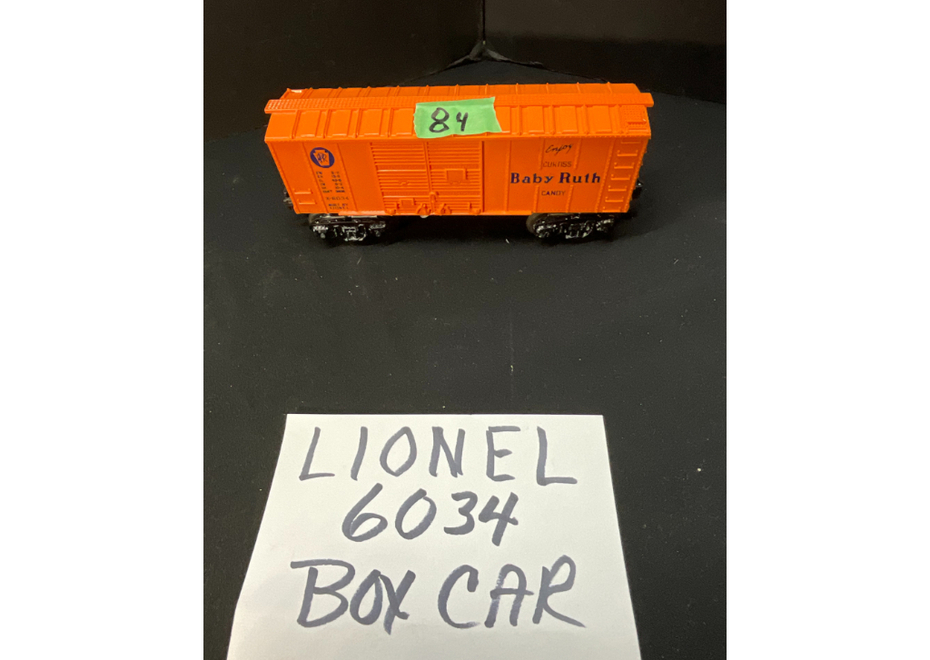 84
Enjoy
CURTISS
Baby Ruth
CANDY
LIONEL
6034
BOX CAR